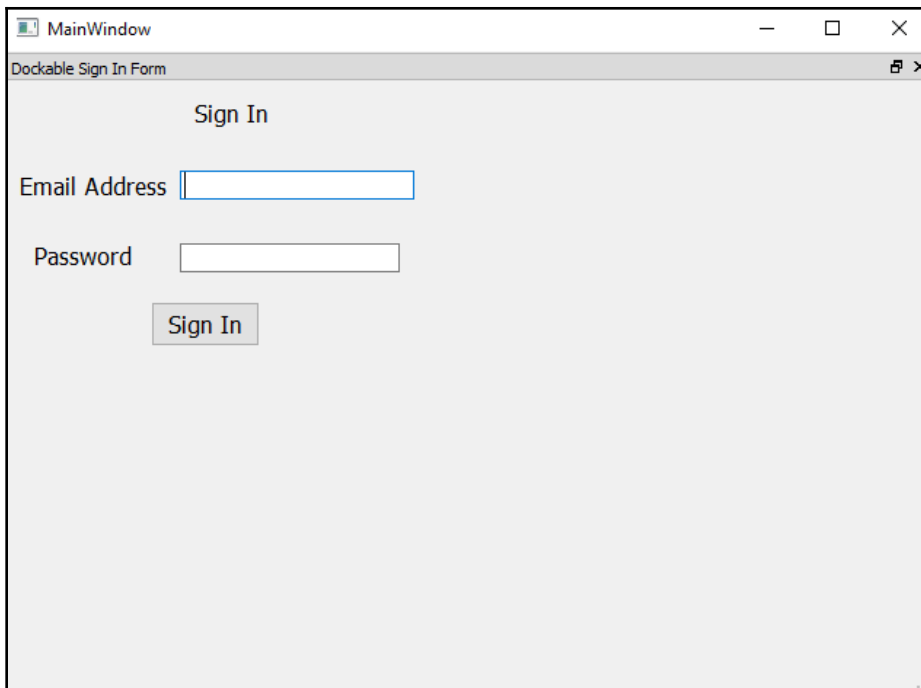 MainWindow
Dockable Sign In Form
Sign In
Email Address
Password
Sign In